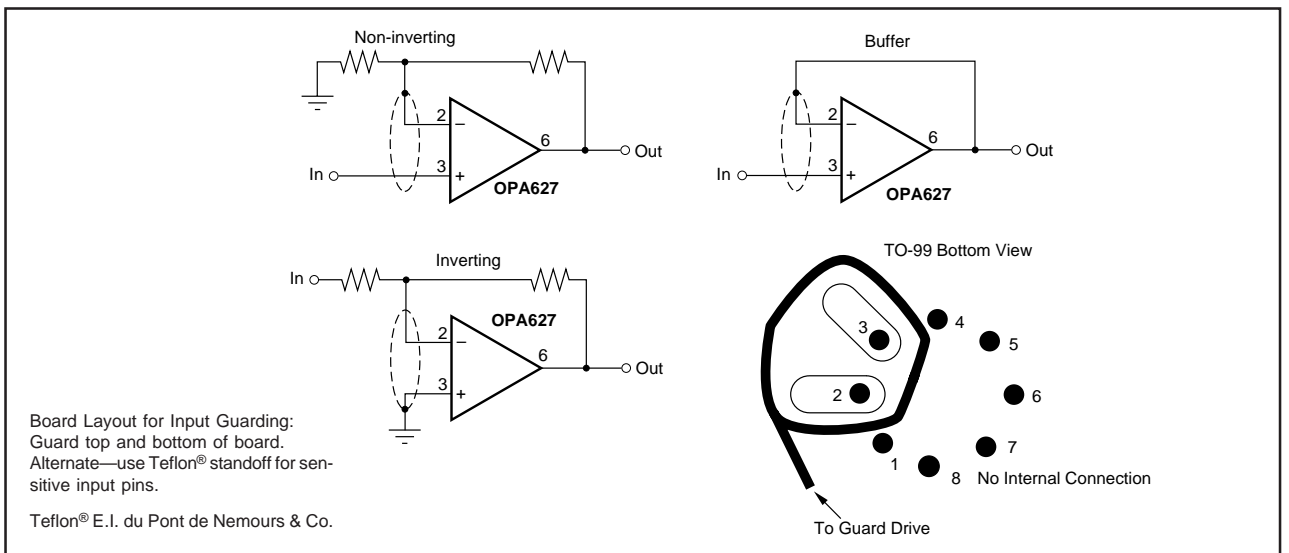 Non-inverting
2
–
6
Out
3
+
In
OPA627
Buffer
2
–
6
Out
3
+
In
OPA627
Inverting
In
OPA627
2
–
6
Out
3
+
TO-99 Bottom View
3
4
5
2
6
7
1
8
No Internal Connection
To Guard Drive
Board Layout for Input Guarding:
Guard top and bottom of board.
Alternate—use Teflon® standoff for sen-
sitive input pins.
Teflon® E.I. du Pont de Nemours & Co.